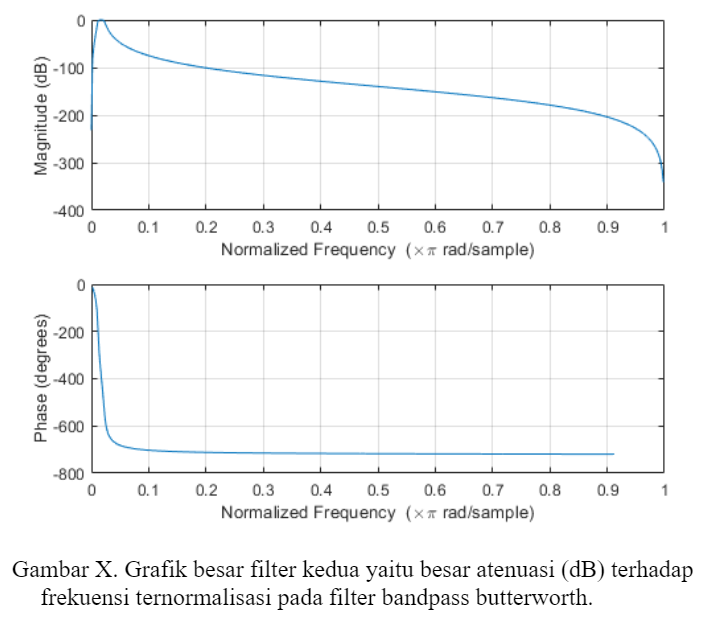 0
-100
-200
-300
-400
Magnitude (dB)
0 0.1 0.2 0.3 0.4 0.5 0.6 0.7 0.8 0.9 1
Normalized Frequency (×π rad/sample)
0
-200
-400
-600
-800
Phase (degrees)
0 0.1 0.2 0.3 0.4 0.5 0.6 0.7 0.8 0.9 1
Normalized Frequency (×π rad/sample)
Gambar X. Grafik besar filter kedua yaitu besar atenuasi (dB) terhadap
frekuensi ternormalisasi pada filter bandpass butterworth.